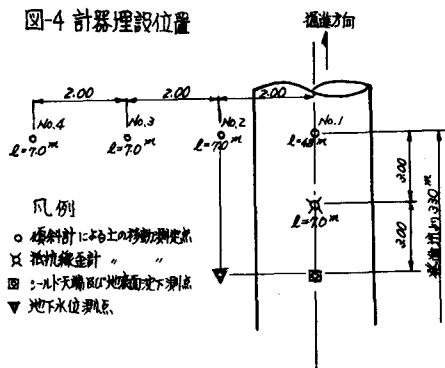 図-4 計器埋設位置
掘進方向
2.00 2.00 2.00
No.4 No.3 No.2 No.1
l=7.0m l=7.0m l=7.0m
l=7.0m
3.00
2.00
凡例
傾斜計による土の移動測定点
抵抗線歪計 〃 〃
シールド天端及び地表面沈下測点
地下水位測点